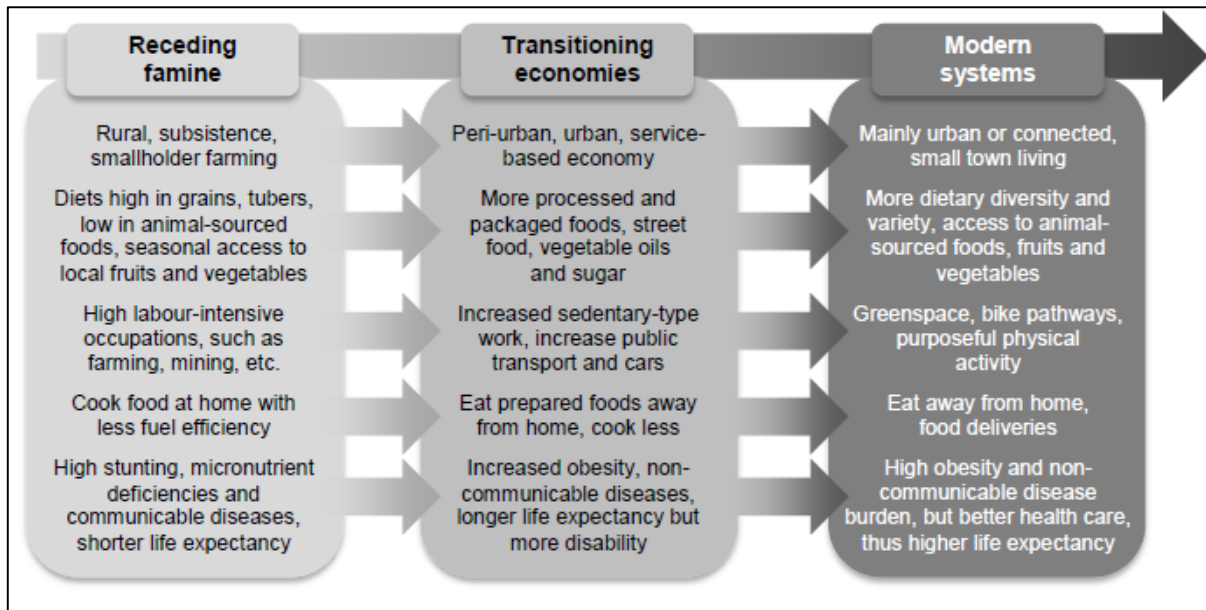 Receding
famine
Rural, subsistence,
smallholder farming
Diets high in grains, tubers,
low in animal-sourced
foods, seasonal access to
local fruits and vegetables
High labour-intensive
occupations, such as
farming, mining, etc.
Cook food at home with
less fuel efficiency
High stunting, micronutrient
deficiencies and
communicable diseases,
shorter life expectancy
Transitioning
economies
Peri-urban, urban, service-
based economy
More processed and
packaged foods, street
food, vegetable oils
and sugar
Increased sedentary-type
work, increase public
transport and cars
Eat prepared foods away
from home, cook less
Increased obesity, non-
communicable diseases,
longer life expectancy but
more disability
Modern
systems
Mainly urban or connected,
small town living
More dietary diversity and
variety, access to animal-
sourced foods, fruits and
vegetables
Greenspace, bike pathways,
purposeful physical
activity
Eat away from home,
food deliveries
High obesity and non-
communicable disease
burden, but better health care,
thus higher life expectancy